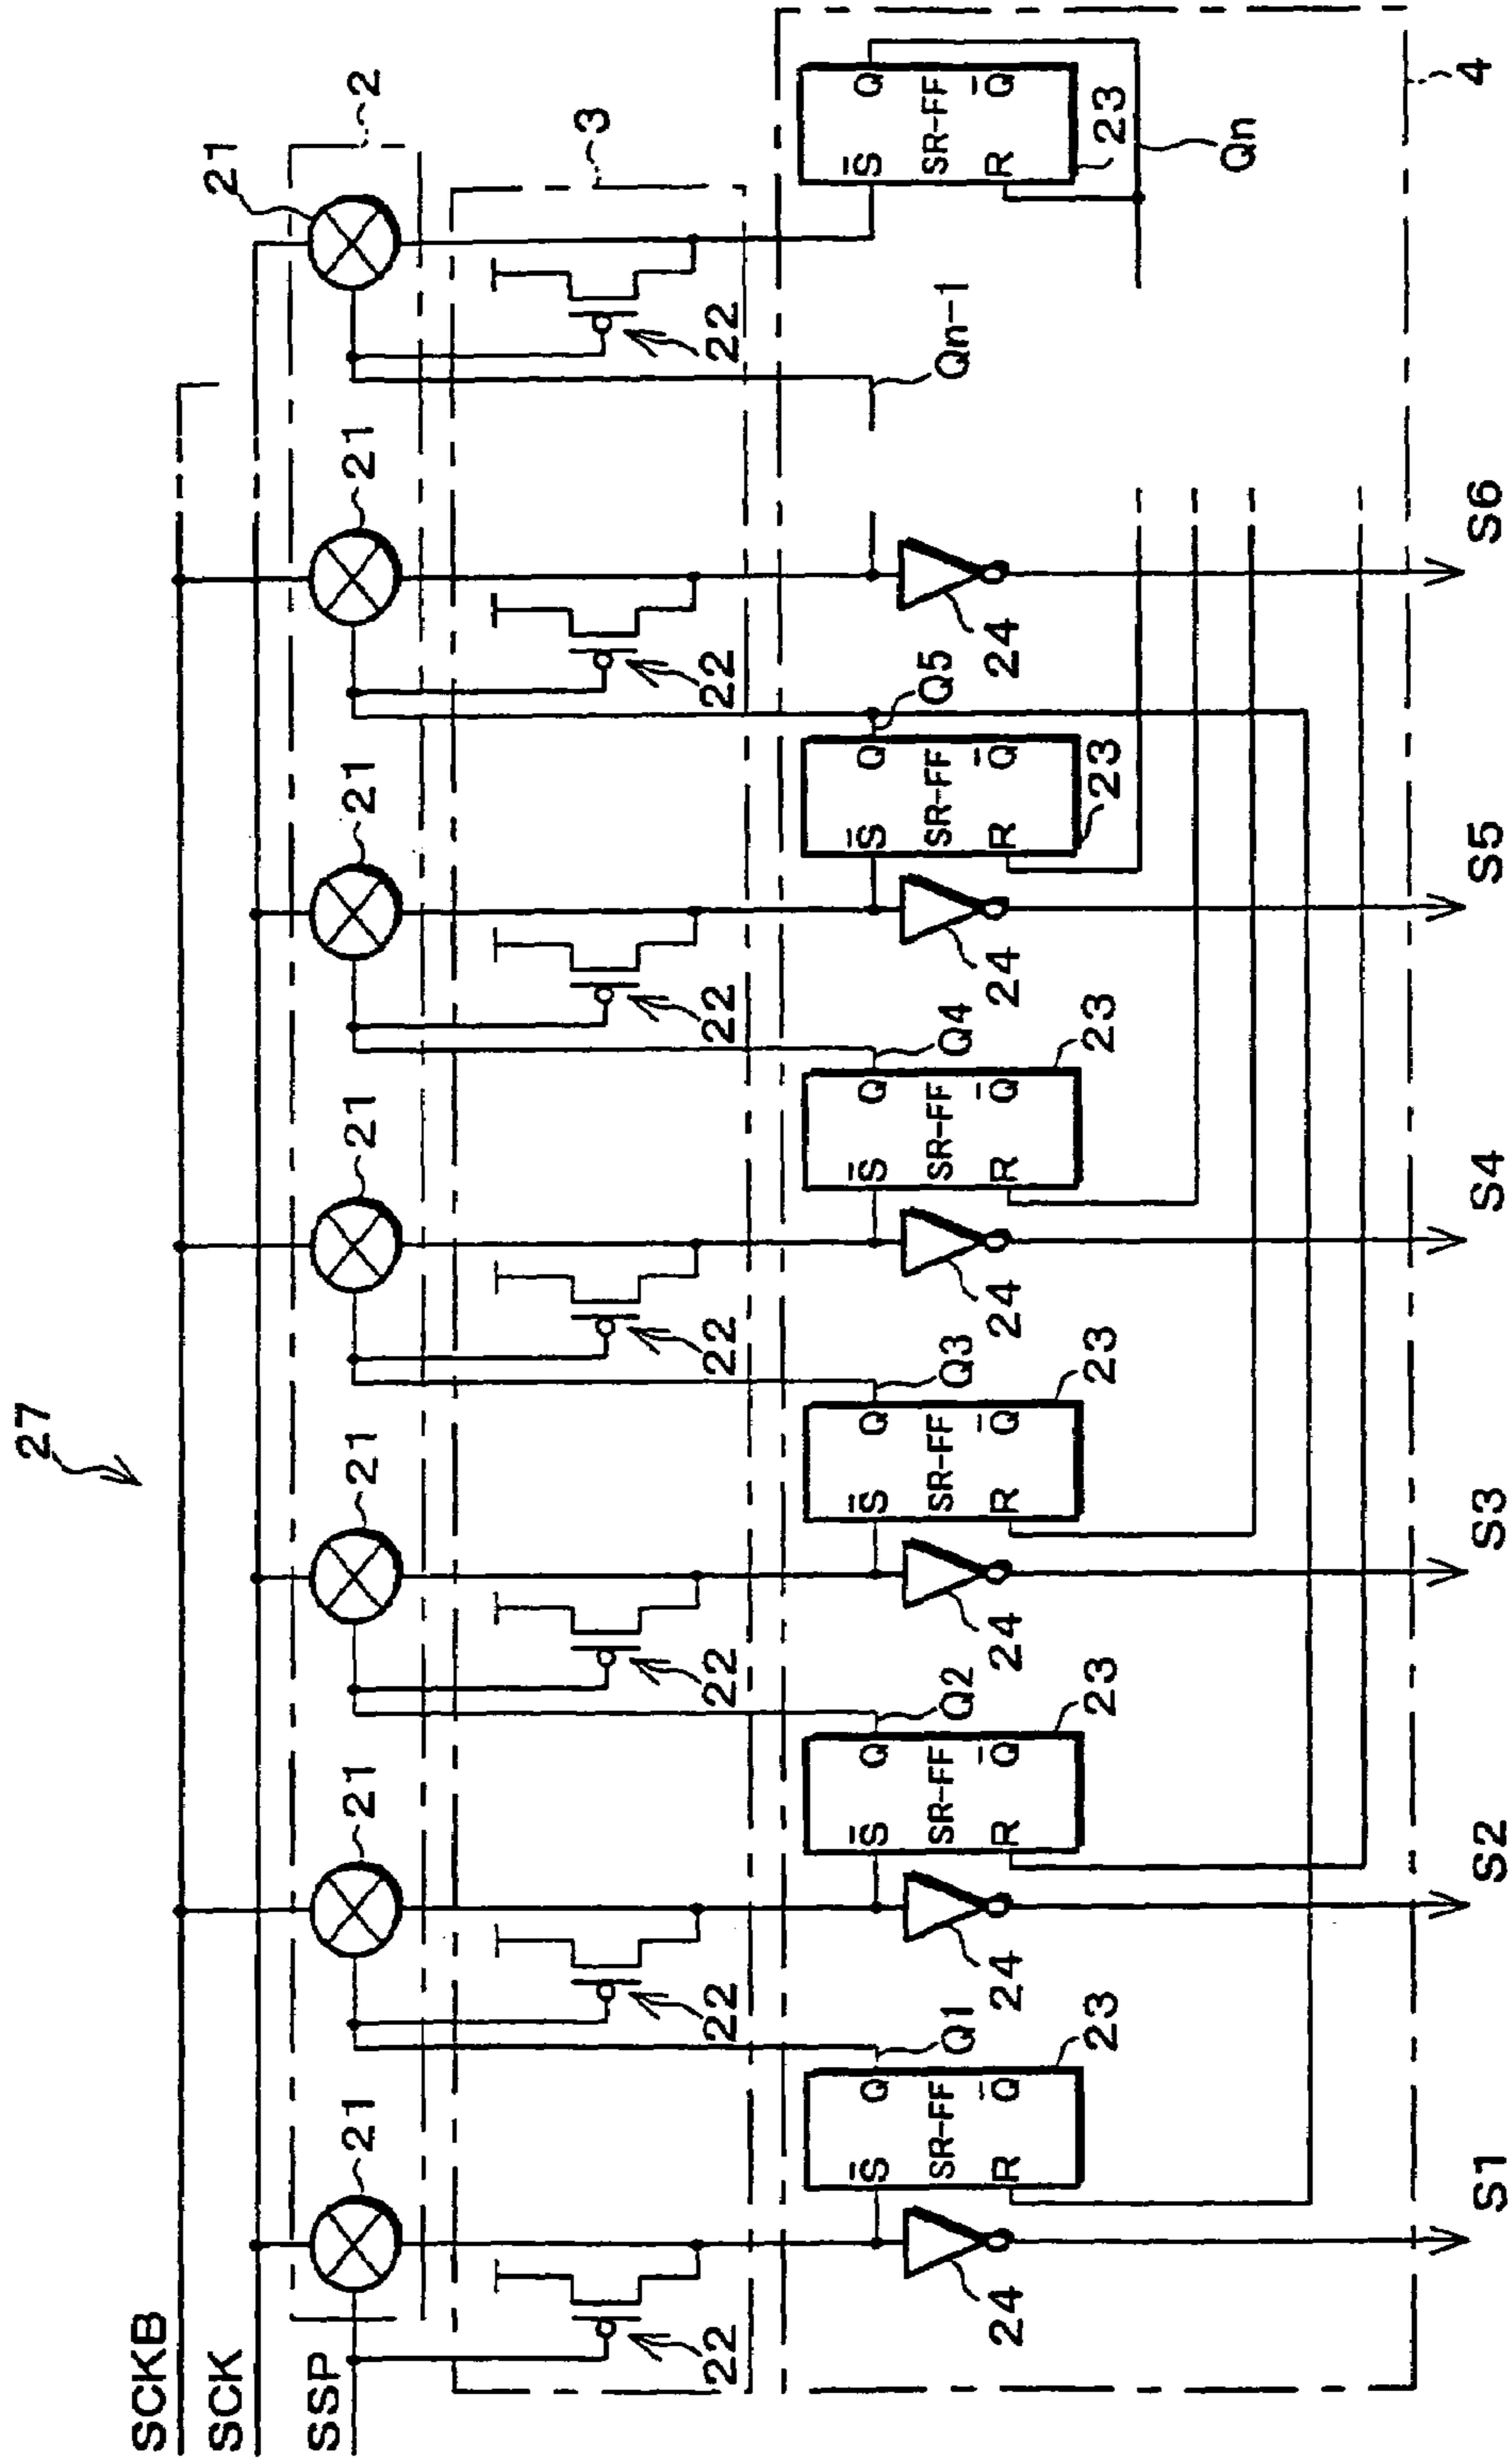 27
SCKB
SCK
SSP
21 21 21 21 21 21 21 2
22 22 22 22 22 22 22 3
Q1 Q2 Q3 Q4 Q5 Qn-1
S̅ Q S̅ Q S̅ Q S̅ Q S̅ Q S̅ Q
SR-FF SR-FF SR-FF SR-FF SR-FF SR-FF
R Q̅ R Q̅ R Q̅ R Q̅ R Q̅ R Q̅
24 23 24 23 24 23 24 23 24 23 24 23
Qn
4
S1 S2 S3 S4 S5 S6